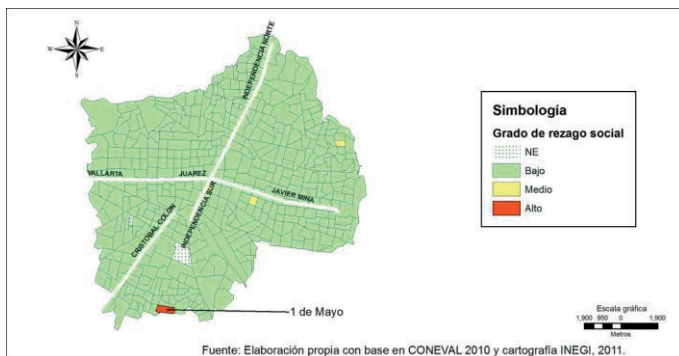 N
W
E
S
INDEPENDENCIA NORTE
VALLARTA
JUAREZ
JAVIER MINA
INDEPENDENCIA SUR
CRISTOBAL COLÓN
1 de Mayo
Simbología
Grado de rezago social
NE
Bajo
Medio
Alto
Escala gráfica
1,900 950 0 1,900
Metros
Fuente: Elaboración propia con base en CONEVAL 2010 y cartografía INEGI, 2011.